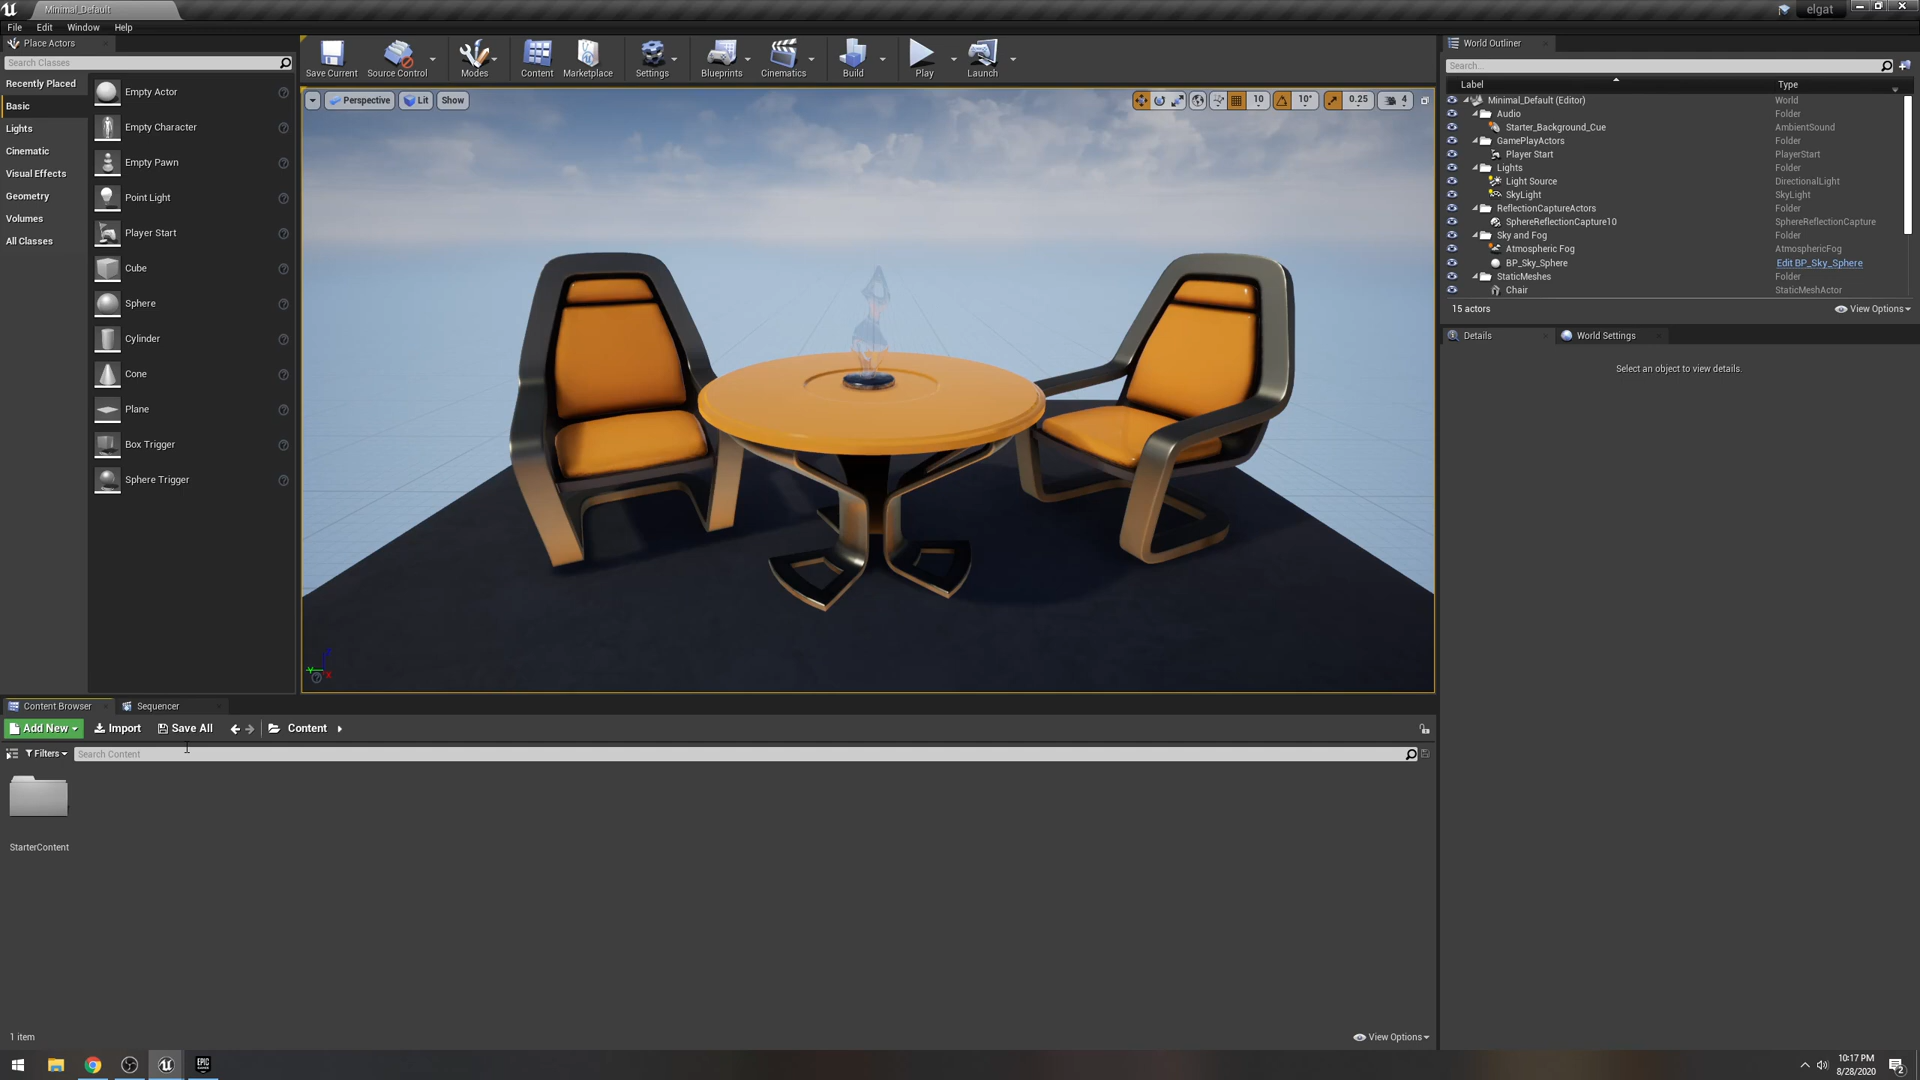 Minimal_Default
elgat
File Edit Window Help
Place Actors
Search Classes
Recently Placed
Basic
Lights
Cinematic
Visual Effects
Geometry
Volumes
All Classes
Empty Actor
Empty Character
Empty Pawn
Point Light
Player Start
Cube
Sphere
Cylinder
Cone
Plane
Box Trigger
Sphere Trigger
Save Current Source Control Modes Content Marketplace Settings Blueprints Cinematics Build Play Launch
Perspective Lit Show 10 10° 0.25 4
World Outliner
Search...
Label Type
Minimal_Default (Editor) World
Audio Folder
Starter_Background_Cue AmbientSound
GamePlayActors Folder
Player Start PlayerStart
Lights Folder
Light Source DirectionalLight
SkyLight SkyLight
ReflectionCaptureActors Folder
SphereReflectionCapture10 SphereReflectionCapture
Sky and Fog Folder
Atmospheric Fog AtmosphericFog
BP_Sky_Sphere Edit BP_Sky_Sphere
StaticMeshes Folder
Chair StaticMeshActor
15 actors View Options
Details World Settings
Select an object to view details.
Content Browser Sequencer
Add New Import Save All Content
Filters Search Content
StarterContent
1 item View Options
EPIC GAMES
10:17 PM
8/28/2020
2